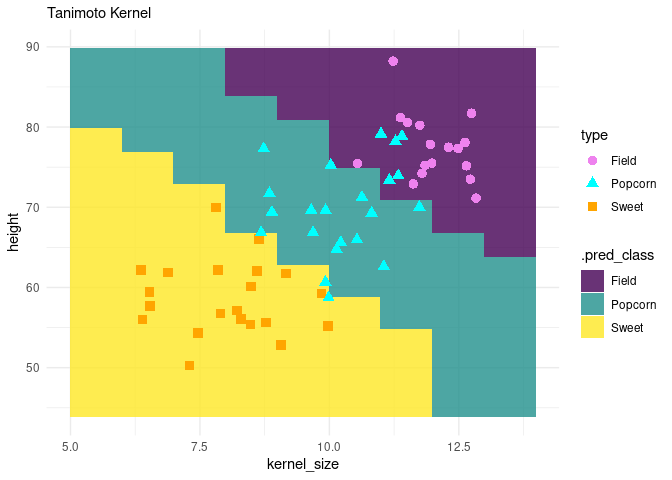 Tanimoto Kernel
90
80
70
60
50
height
5.0 7.5 10.0 12.5
kernel_size
type
Field
Popcorn
Sweet
.pred_class
Field
Popcorn
Sweet